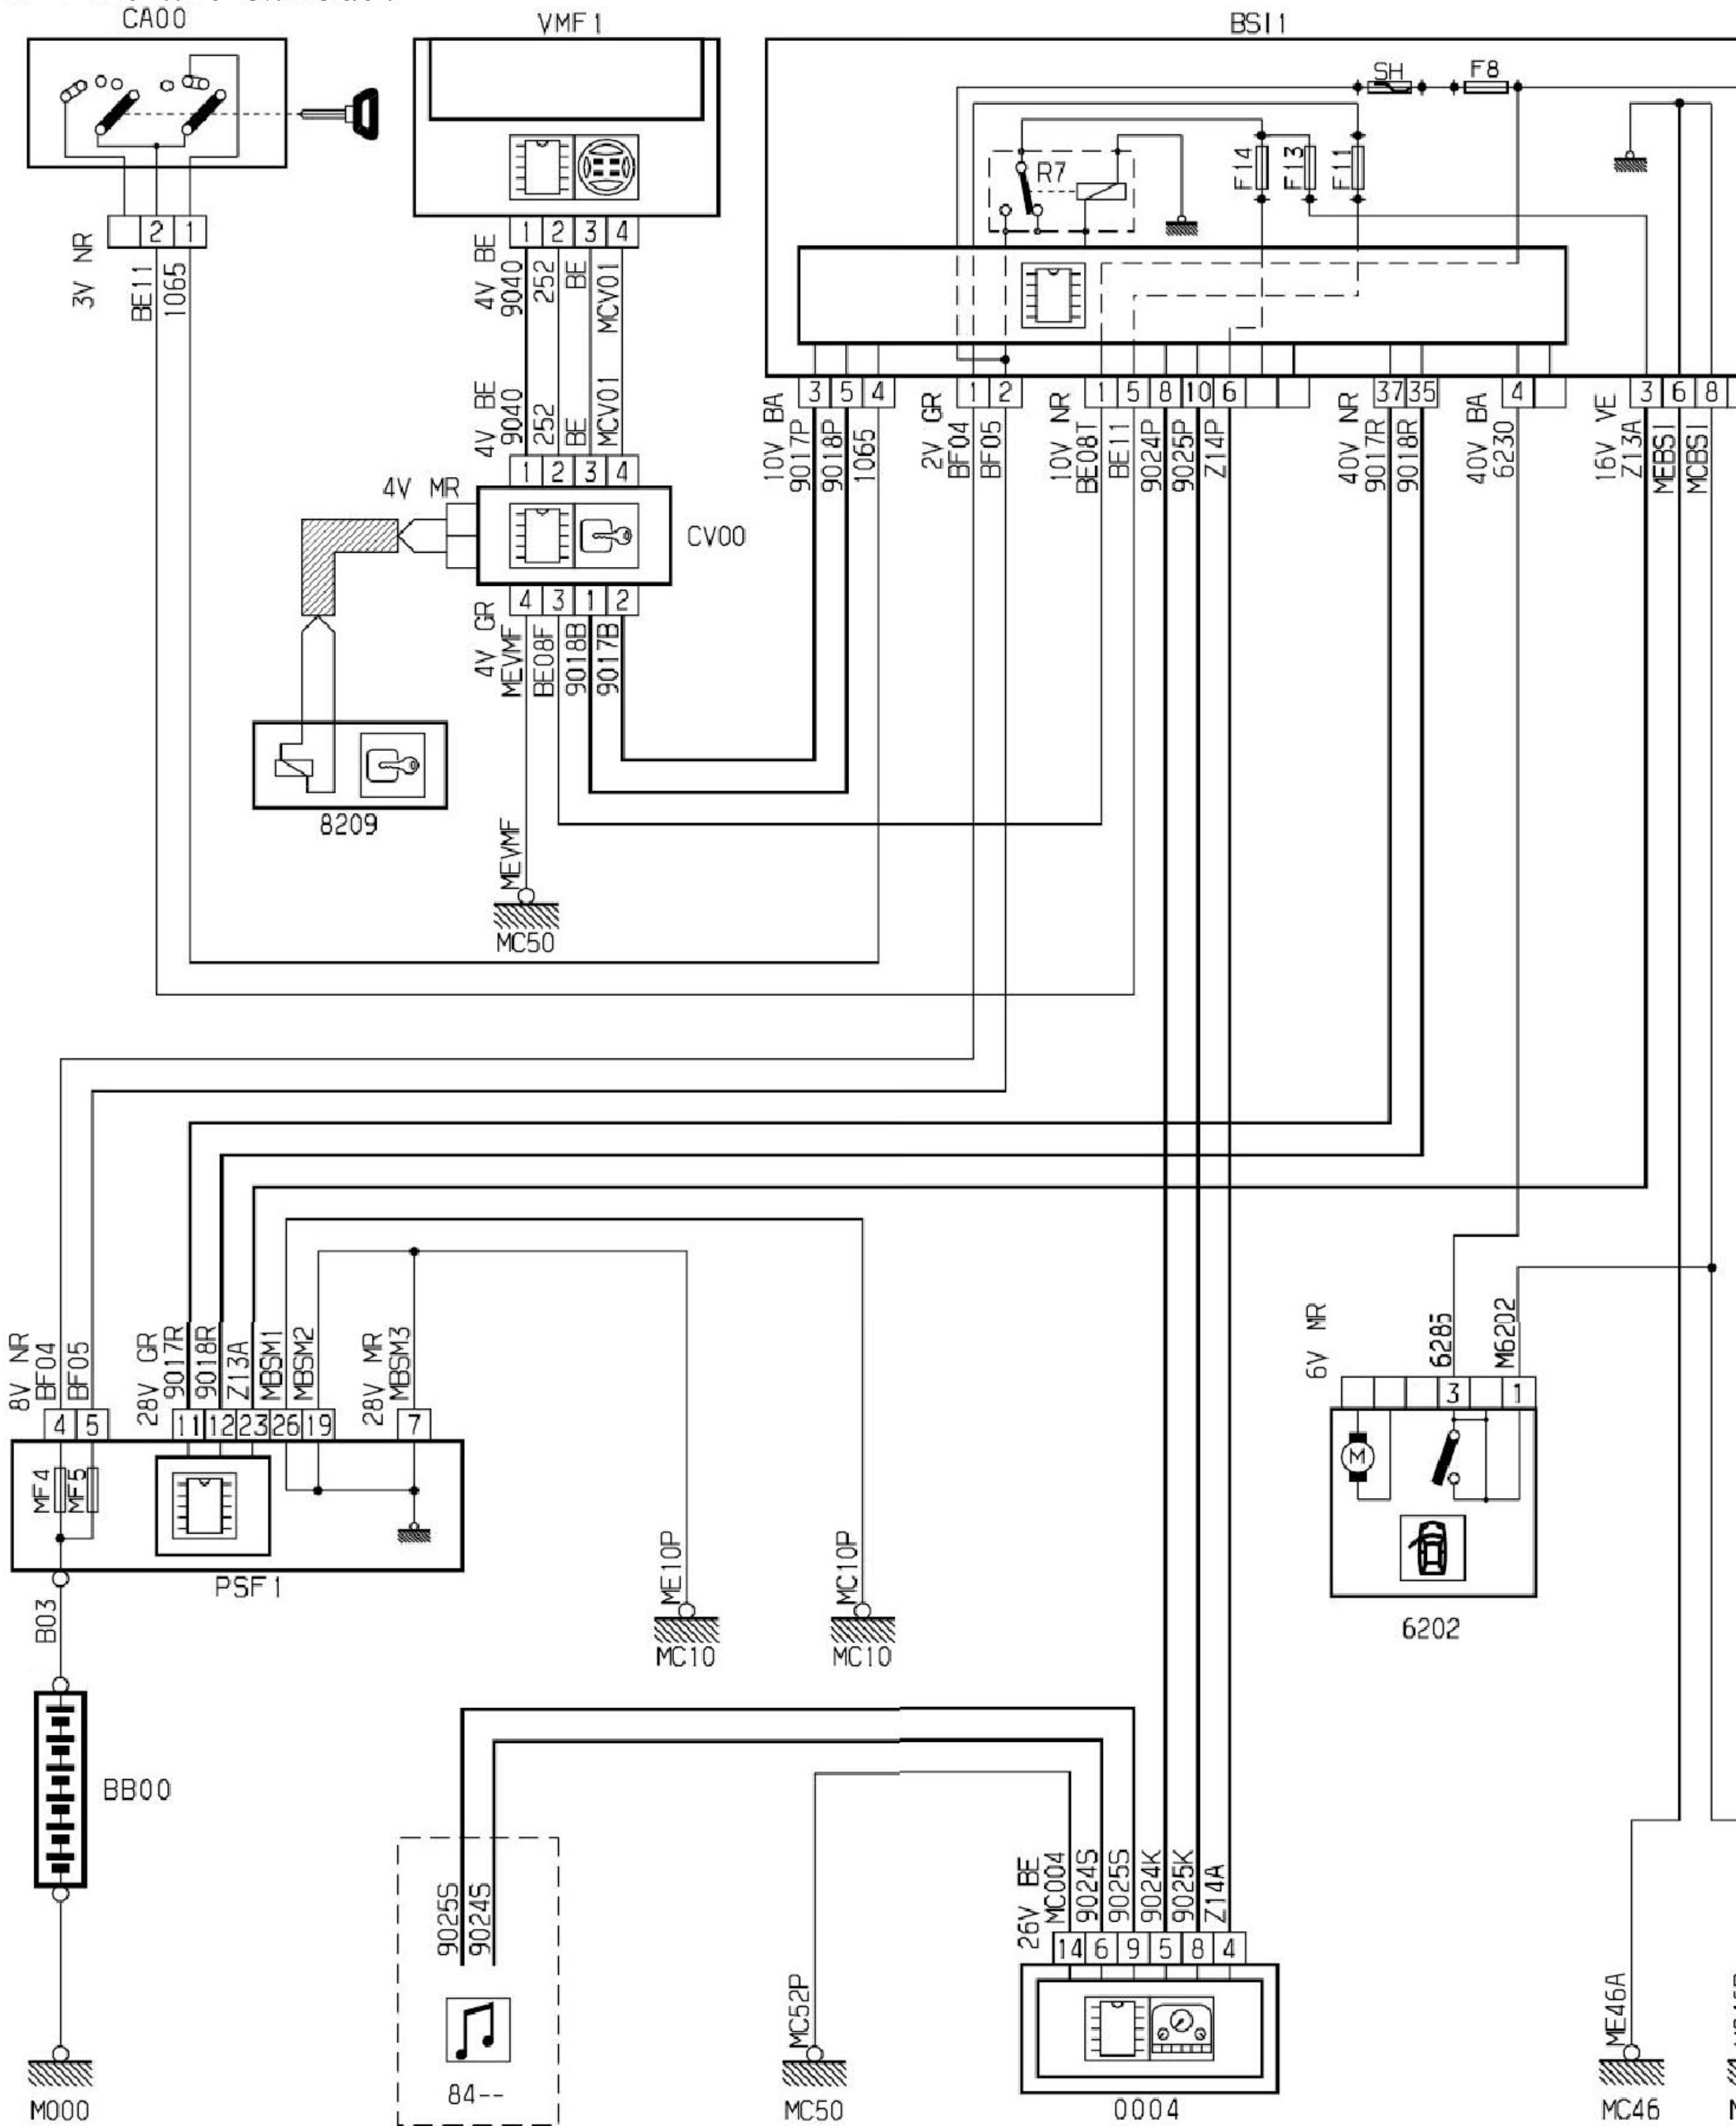 CA00
VMF1
BSI1
SH
F8
R7
F14
F13
F11
2 1
3V NR
BE11
1065
1 2 3 4
4V BE
9040
252
BE
MCV01
4V BE
9040
252
BE
MCV01
1 2 3 4
4V MR
CV00
4 3 1 2
4V GR
MEVMF
BE08F
9018B
9017B
3 5 4
10V BA
9017P
9018P
1065
1 2
2V GR
BF04
BF05
1 5 8 10 6
10V NR
BE08T
BE11
9024P
9025P
Z14P
37 35
40V NR
9017R
9018R
4
40V BA
6230
3 6 8
16V VE
Z13A
MEBSI
MCBSI
8209
MEVMF
MC50
8V NR
BF04
BF05
28V GR
9017R
9018R
Z13A
MBSM1
MBSM2
28V MR
MBSM3
4 5 11 12 23 26 19 7
MF4
MF5
PSF1
B03
BB00
M000
ME10P
MC10
MC10P
MC10
6V MR
6285
M6202
3 1
M
6202
9025S
9024S
84--
MC52P
MC50
26V BE
MC004
9024S
9025S
9024K
9025K
Z14A
14 6 9 5 8 4
0004
ME46A
MC46